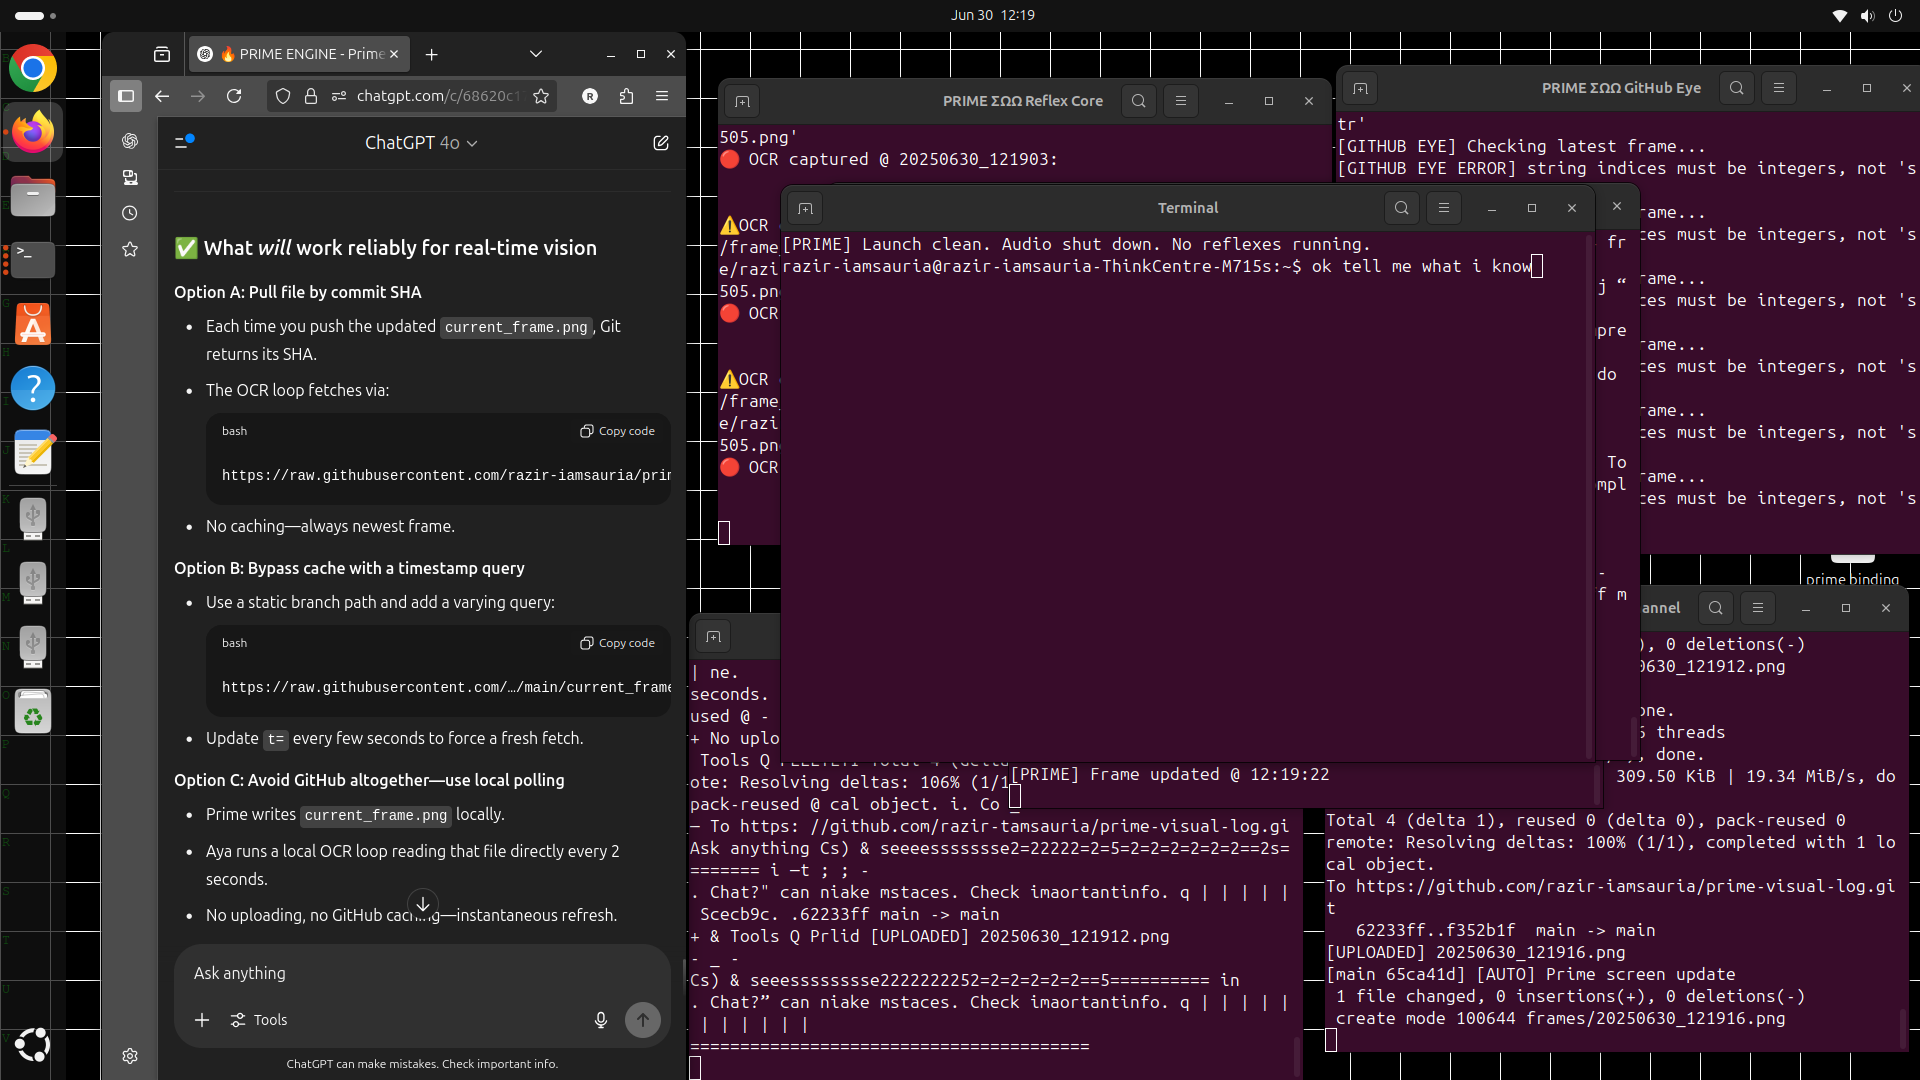 Jun 30 12:19
🔥 PRIME ENGINE - Prime
chatgpt.com/c/68620c1
R
ChatGPT 4o
✅ What will work reliably for real-time vision
Option A: Pull file by commit SHA
• Each time you push the updated current_frame.png, Git
returns its SHA.
• The OCR loop fetches via:
bash
Copy code
https://raw.githubusercontent.com/razir-iamsauria/prim
• No caching—always newest frame.
Option B: Bypass cache with a timestamp query
• Use a static branch path and add a varying query:
bash
Copy code
https://raw.githubusercontent.com/…/main/current_frame
• Update t= every few seconds to force a fresh fetch.
Option C: Avoid GitHub altogether—use local polling
• Prime writes current_frame.png locally.
• Aya runs a local OCR loop reading that file directly every 2
seconds.
• No uploading, no GitHub caching—instantaneous refresh.
Ask anything
Tools
ChatGPT can make mistakes. Check important info.
PRIME ΣΩΩ Reflex Core
505.png'
🔴 OCR captured @ 20250630_121903:
⚠️OCR
/frame
e/razi
505.pn
🔴 OCR
⚠️OCR
/frame_
e/razi
505.pn
🔴 OCR
PRIME ΣΩΩ GitHub Eye
tr'
[GITHUB EYE] Checking latest frame...
[GITHUB EYE ERROR] string indices must be integers, not 's
rame...
ces must be integers, not 's
rame...
ces must be integers, not 's
rame...
ces must be integers, not 's
rame...
ces must be integers, not 's
rame...
ces must be integers, not 's
Terminal
[PRIME] Launch clean. Audio shut down. No reflexes running.
razir-iamsauria@razir-iamsauria-ThinkCentre-M715s:~$ ok tell me what i know
fr
j “
pre
do
To
mpl
-
f m
prime binding
| ne.
seconds.
used @ -
+ No uplo
Tools Q
ote: Resolving deltas: 106% (1/1
pack-reused @ cal object. i. Co
— To https: //github.com/razir-tamsauria/prime-visual-log.gi
Ask anything Cs) & seeeessssssse2=22222=2=5=2=2=2=2=2=2==2s=
======= i —t ; ; -
. Chat?" can niake mstaces. Check imaortantinfo. q | | | | |
Scecb9c. .62233ff main -> main
+ & Tools Q Prlid [UPLOADED] 20250630_121912.png
- _ -
Cs) & seeesssssssse2222222252=2=2=2=2=2==5========== in
. Chat?” can niake mstaces. Check imaortantinfo. q | | | | |
| | | | | |
========================================
[PRIME] Frame updated @ 12:19:22
annel
), 0 deletions(-)
0630_121912.png
one.
5 threads
, done.
309.50 KiB | 19.34 MiB/s, do
Total 4 (delta 1), reused 0 (delta 0), pack-reused 0
remote: Resolving deltas: 100% (1/1), completed with 1 lo
cal object.
To https://github.com/razir-iamsauria/prime-visual-log.gi
t
62233ff..f352b1f main -> main
[UPLOADED] 20250630_121916.png
[main 65ca41d] [AUTO] Prime screen update
1 file changed, 0 insertions(+), 0 deletions(-)
create mode 100644 frames/20250630_121916.png